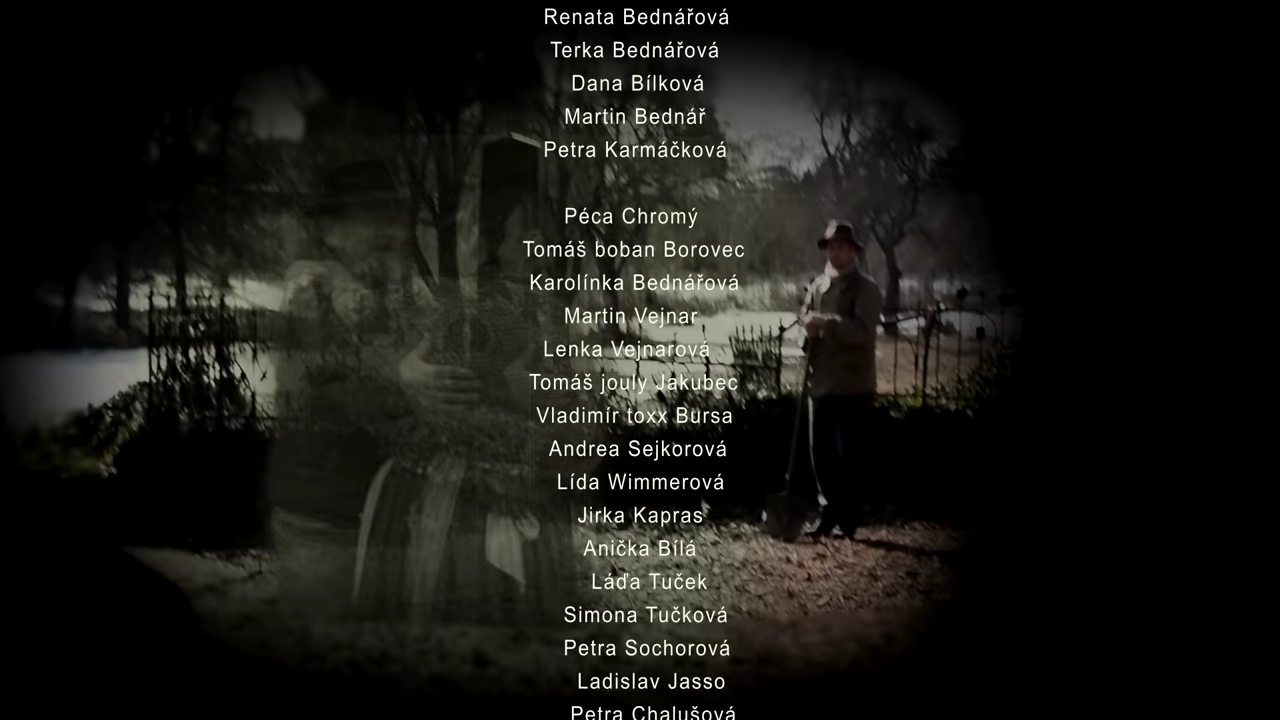 Renata Bednářová
Terka Bednářová
Dana Bílková
Martin Bednář
Petra Karmáčková
Péca Chromý
Tomáš boban Borovec
Karolínka Bednářová
Martin Vejnar
Lenka Vejnarová
Tomáš jouly Jakubec
Vladimír toxx Bursa
Andrea Sejkorová
Lída Wimmerová
Jirka Kapras
Anička Bílá
Láďa Tuček
Simona Tučková
Petra Sochorová
Ladislav Jasso
Petra Chalušová